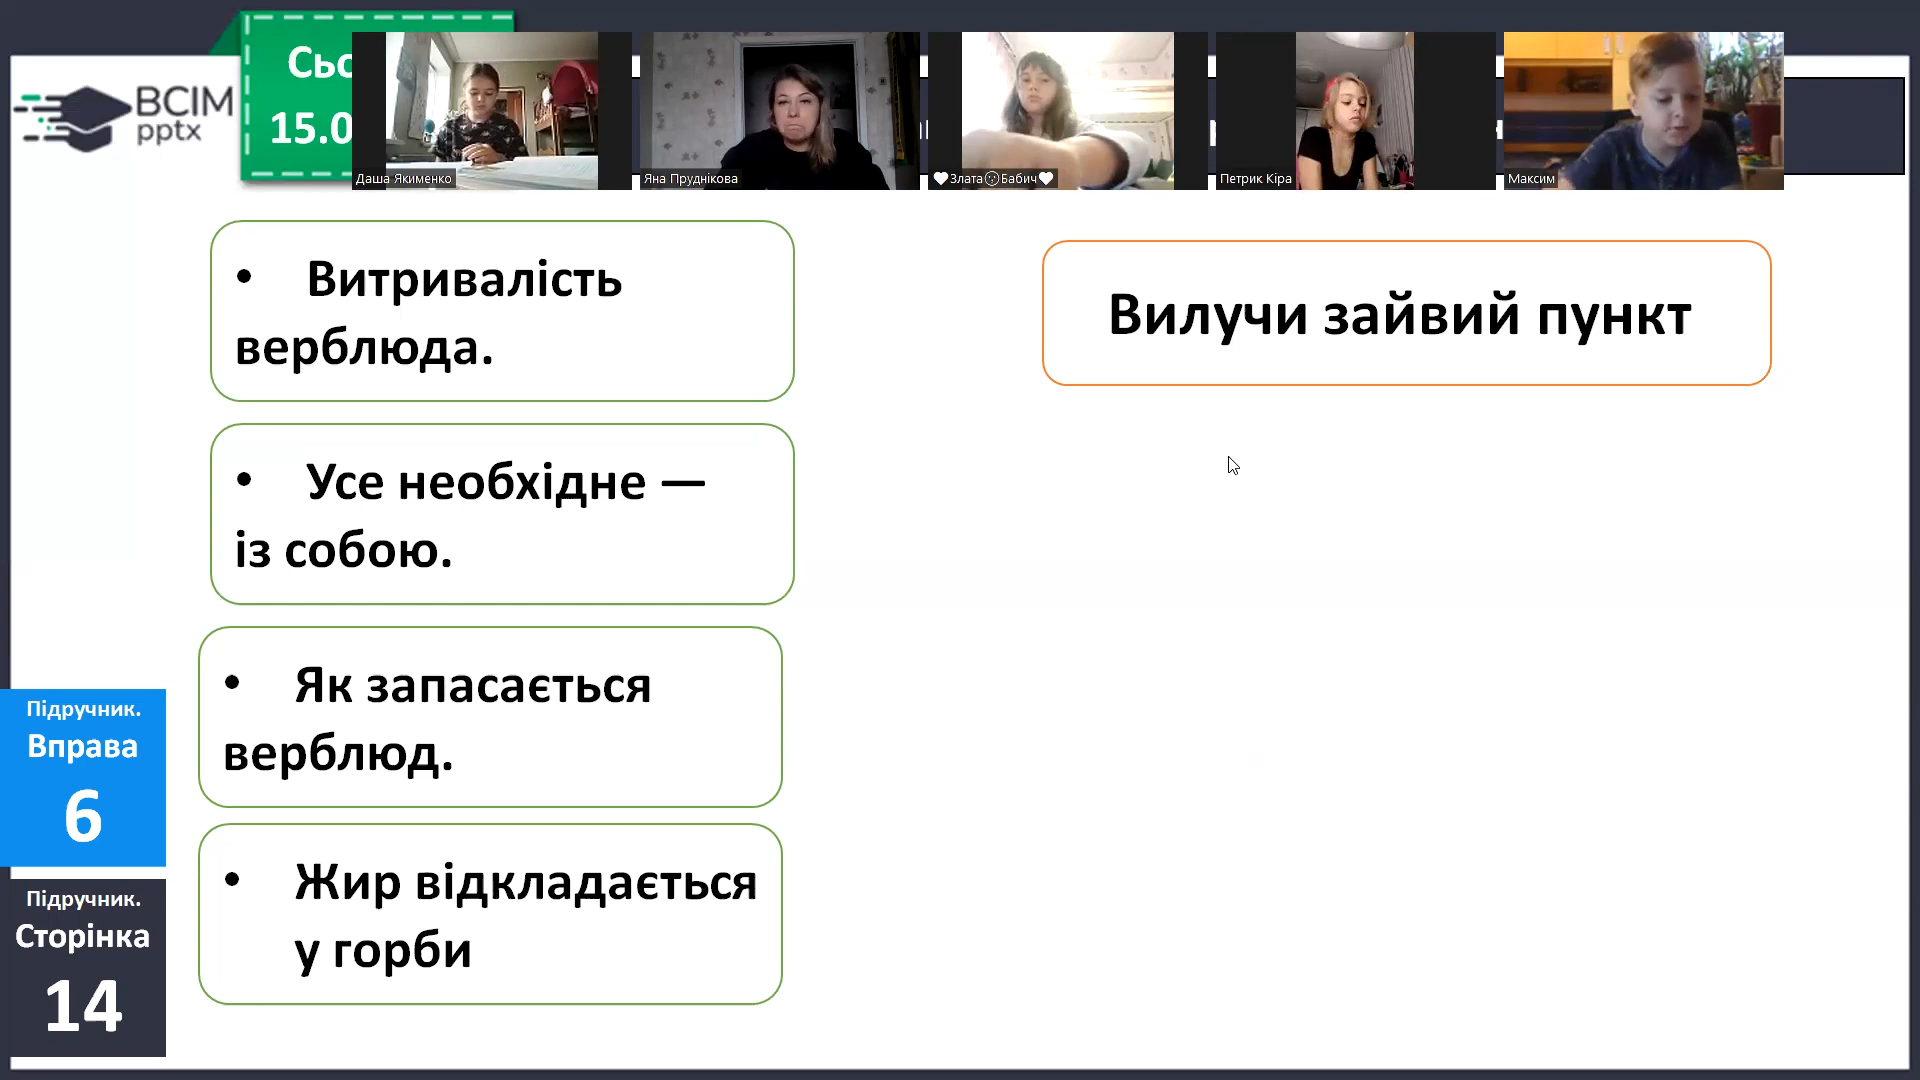 ВСІМ
pptx
15.0
Даша Якименко
Яна Пруднікова
🤍Злата☹Бабич🤍
Петрик Кіра
Максим
• Витривалість
верблюда.
Вилучи зайвий пункт
• Усе необхідне —
із собою.
• Як запасається
верблюд.
• Жир відкладається
у горби
Підручник.
Вправа
6
Підручник.
Сторінка
14